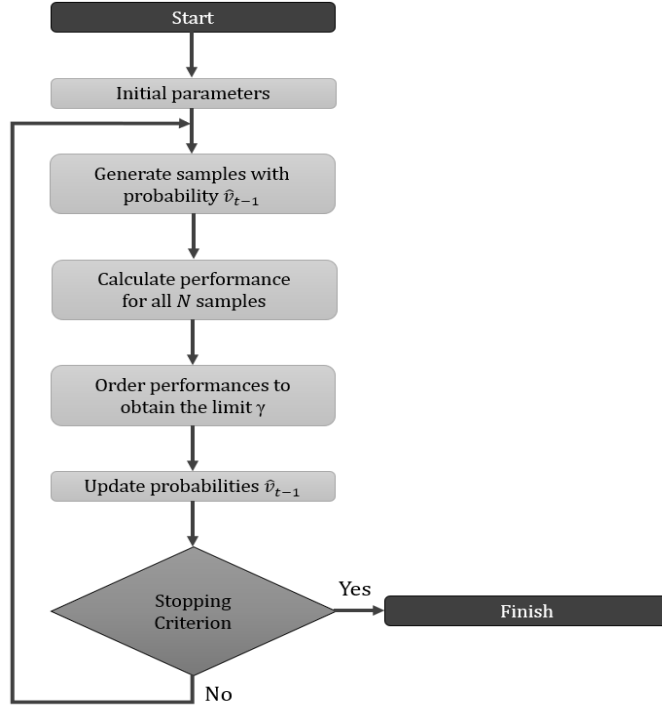 Start
Initial parameters
Generate samples with
probability v̂ₜ₋₁
Calculate performance
for all N samples
Order performances to
obtain the limit γ
Update probabilities v̂ₜ₋₁
Stopping
Criterion
Yes
Finish
No